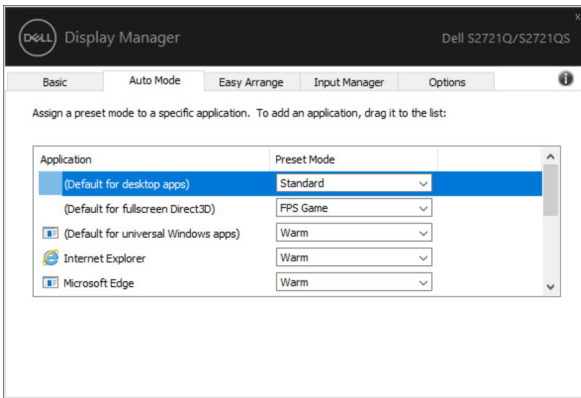 DELL Display Manager Dell S2721Q/S2721QS
Basic Auto Mode Easy Arrange Input Manager Options
Assign a preset mode to a specific application. To add an application, drag it to the list:
Application Preset Mode
(Default for desktop apps) Standard
(Default for fullscreen Direct3D) FPS Game
(Default for universal Windows apps) Warm
Internet Explorer Warm
Microsoft Edge Warm